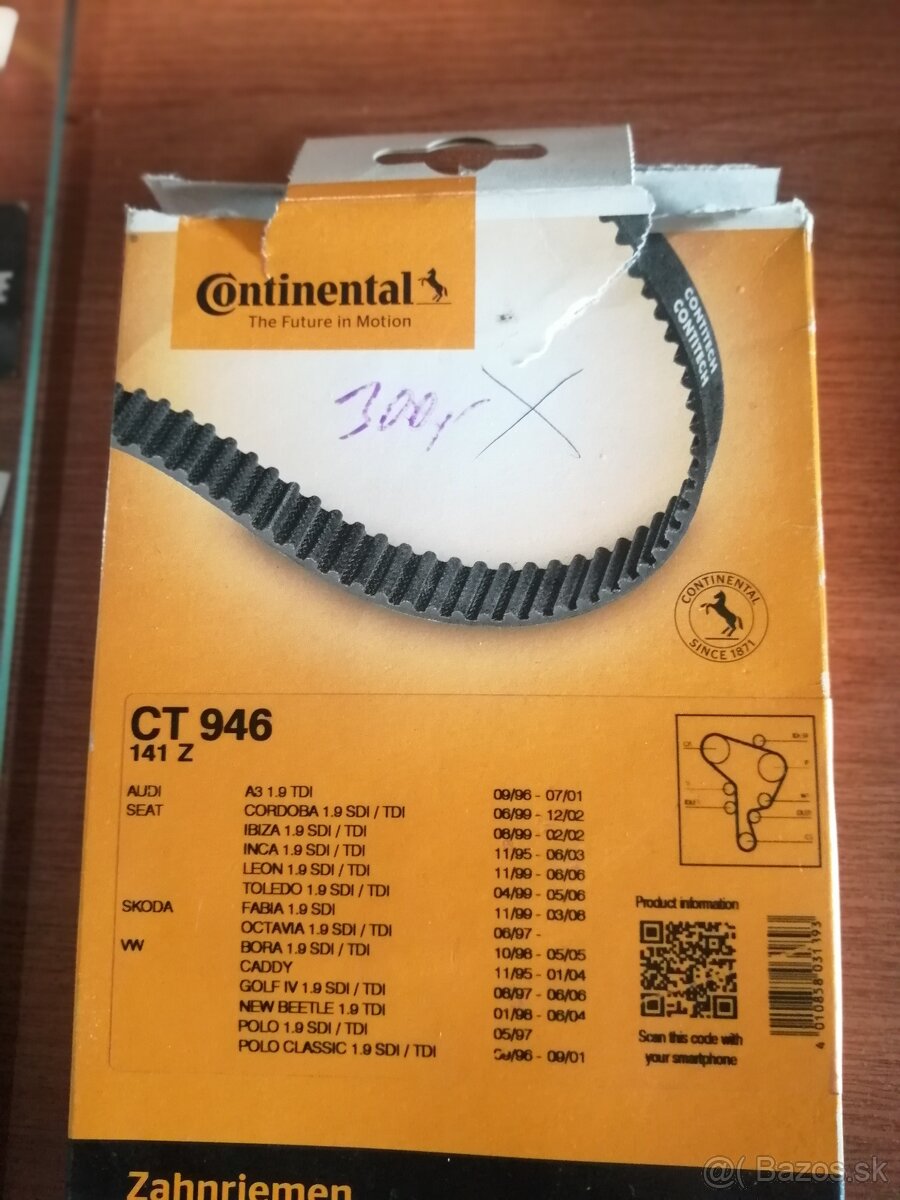 Continental
The Future in Motion
CONTITECH
CONTITECH
CONTINENTAL
SINCE 1871
CT 946
141 Z
AUDI A3 1.9 TDI 09/96 - 07/01
SEAT CORDOBA 1.9 SDI / TDI 06/99 - 12/02
IBIZA 1.9 SDI / TDI 08/99 - 02/02
INCA 1.9 SDI / TDI 11/95 - 06/03
LEON 1.9 SDI / TDI 11/99 - 06/06
TOLEDO 1.9 SDI / TDI 04/99 - 05/06
SKODA FABIA 1.9 SDI 11/99 - 03/08
OCTAVIA 1.9 SDI / TDI 06/97 -
VW BORA 1.9 SDI / TDI 10/98 - 05/05
CADDY 11/95 - 01/04
GOLF IV 1.9 SDI / TDI 08/97 - 06/06
NEW BEETLE 1.9 TDI 01/98 - 06/04
POLO 1.9 SDI / TDI 05/97
POLO CLASSIC 1.9 SDI / TDI - 09/01
Product information
Scan this code with
your smartphone
4 010858 031193
Zahnriemen
@( Bazos.sk